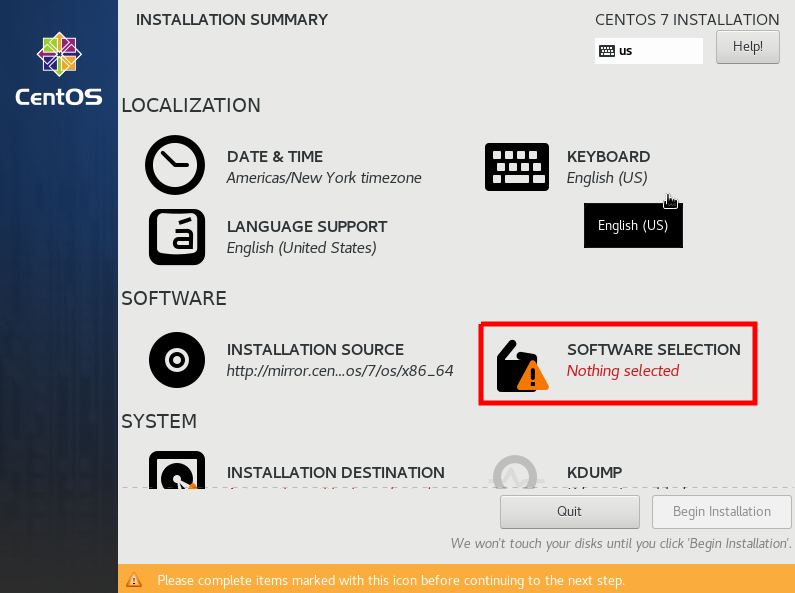 INSTALLATION SUMMARY
CENTOS 7 INSTALLATION
us
Help!
CentOS
LOCALIZATION
DATE & TIME
Americas/New York timezone
KEYBOARD
English (US)
English (US)
LANGUAGE SUPPORT
English (United States)
SOFTWARE
INSTALLATION SOURCE
http://mirror.cen...os/7/os/x86_64
SOFTWARE SELECTION
Nothing selected
SYSTEM
INSTALLATION DESTINATION
KDUMP
Quit
Begin Installation
We won't touch your disks until you click 'Begin Installation'.
Please complete items marked with this icon before continuing to the next step.